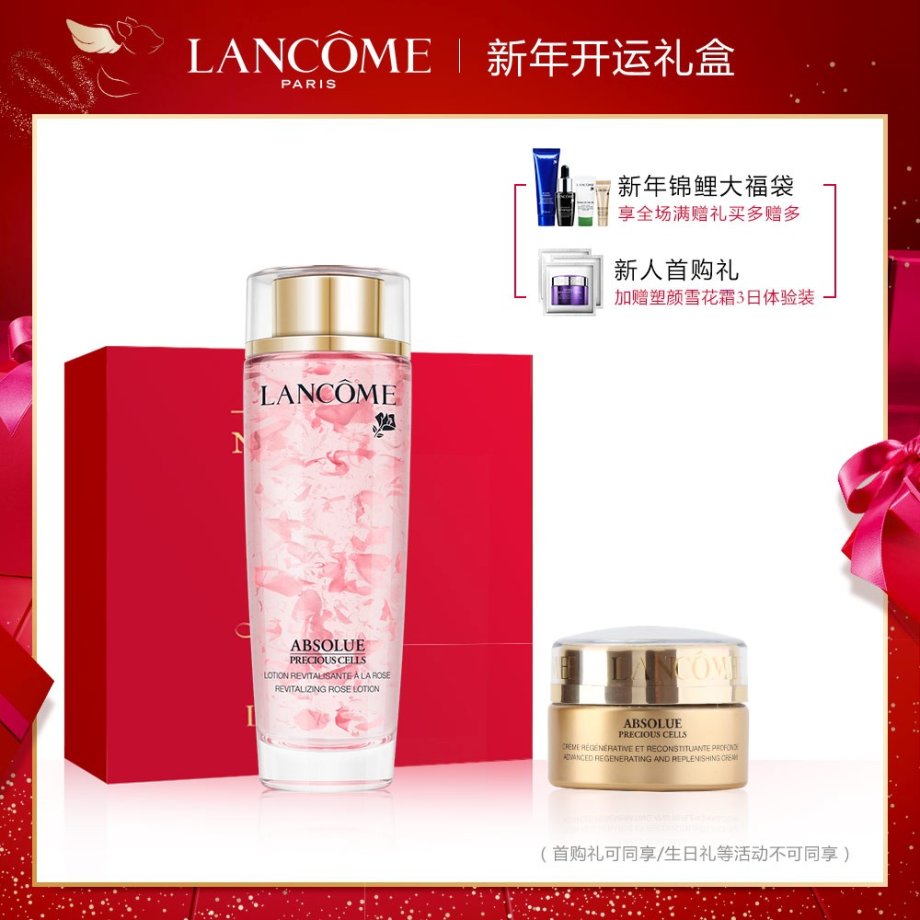 LANCÔME
PARIS
新年开运礼盒
新年锦鲤大福袋
享全场满赠礼买多赠多
新人首购礼
加赠塑颜雪花霜3日体验装
LANCÔME
ABSOLUE
PRECIOUS CELLS
LOTION REVITALISANTE À LA ROSE
REVITALIZING ROSE LOTION
LANCÔME
ABSOLUE
PRECIOUS CELLS
CRÈME RÉGÉNÉRATIVE ET RECONSTITUANTE PROFONDE
ADVANCED REGENERATING AND REPLENISHING CREAM
（首购礼可同享/生日礼等活动不可同享）